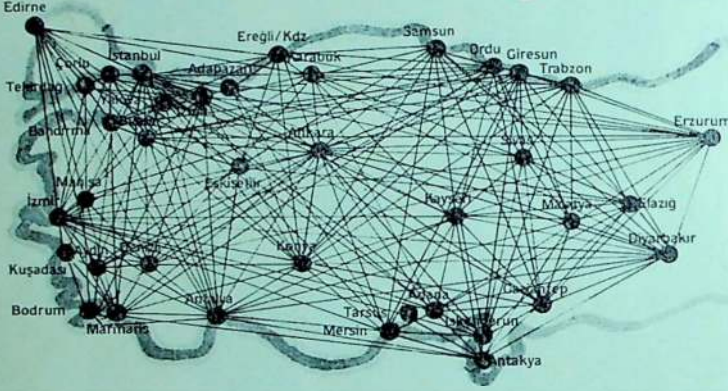 Edirne
Ereğli/Kdz
Samsun
Çorlu
İstanbul
Adapazarı
Karabük
Ordu
Giresun
Trabzon
Tekirdağ
Erzurum
Bandırma
Ankara
Sivas
Eskişehir
Manisa
İzmir
Kayseri
Malatya
Elazığ
Diyarbakır
Aydın
Denizli
Konya
Kuşadası
Bodrum
Marmaris
Antalya
Tarsus
Adana
Gaziantep
Mersin
İskenderun
Antakya